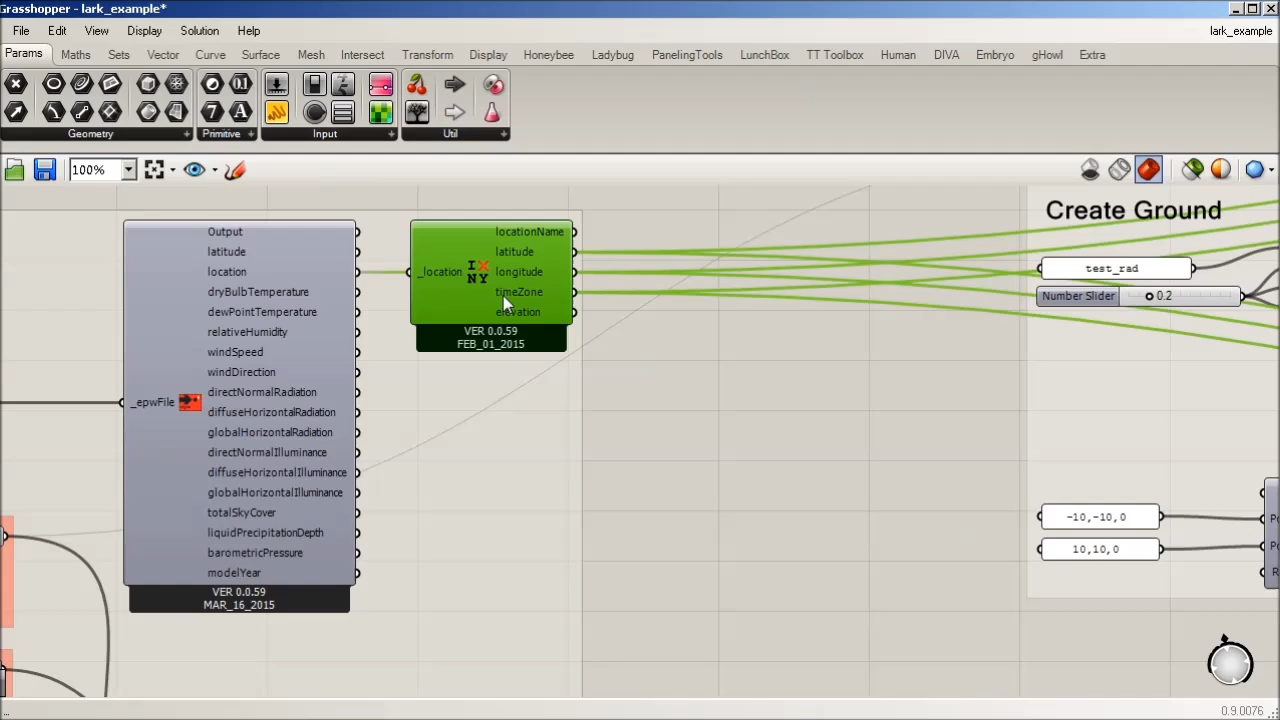 Grasshopper - lark_example*
File Edit View Display Solution Help
lark_example
Params Maths Sets Vector Curve Surface Mesh Intersect Transform Display Honeybee Ladybug PanelingTools LunchBox TT Toolbox Human DIVA Embryo gHowl Extra
Geometry Primitive Input Util
100%
Output
latitude
location
dryBulbTemperature
dewPointTemperature
relativeHumidity
windSpeed
windDirection
directNormalRadiation
_epwFile
diffuseHorizontalRadiation
globalHorizontalRadiation
directNormalIlluminance
diffuseHorizontalIlluminance
globalHorizontalIlluminance
totalSkyCover
liquidPrecipitationDepth
barometricPressure
modelYear
VER 0.0.59
MAR_16_2015
_location
locationName
latitude
longitude
timeZone
elevation
VER 0.0.59
FEB_01_2015
Create Ground
test_rad
Number Slider 0.2
-10,-10,0
10,10,0
0.9.0076